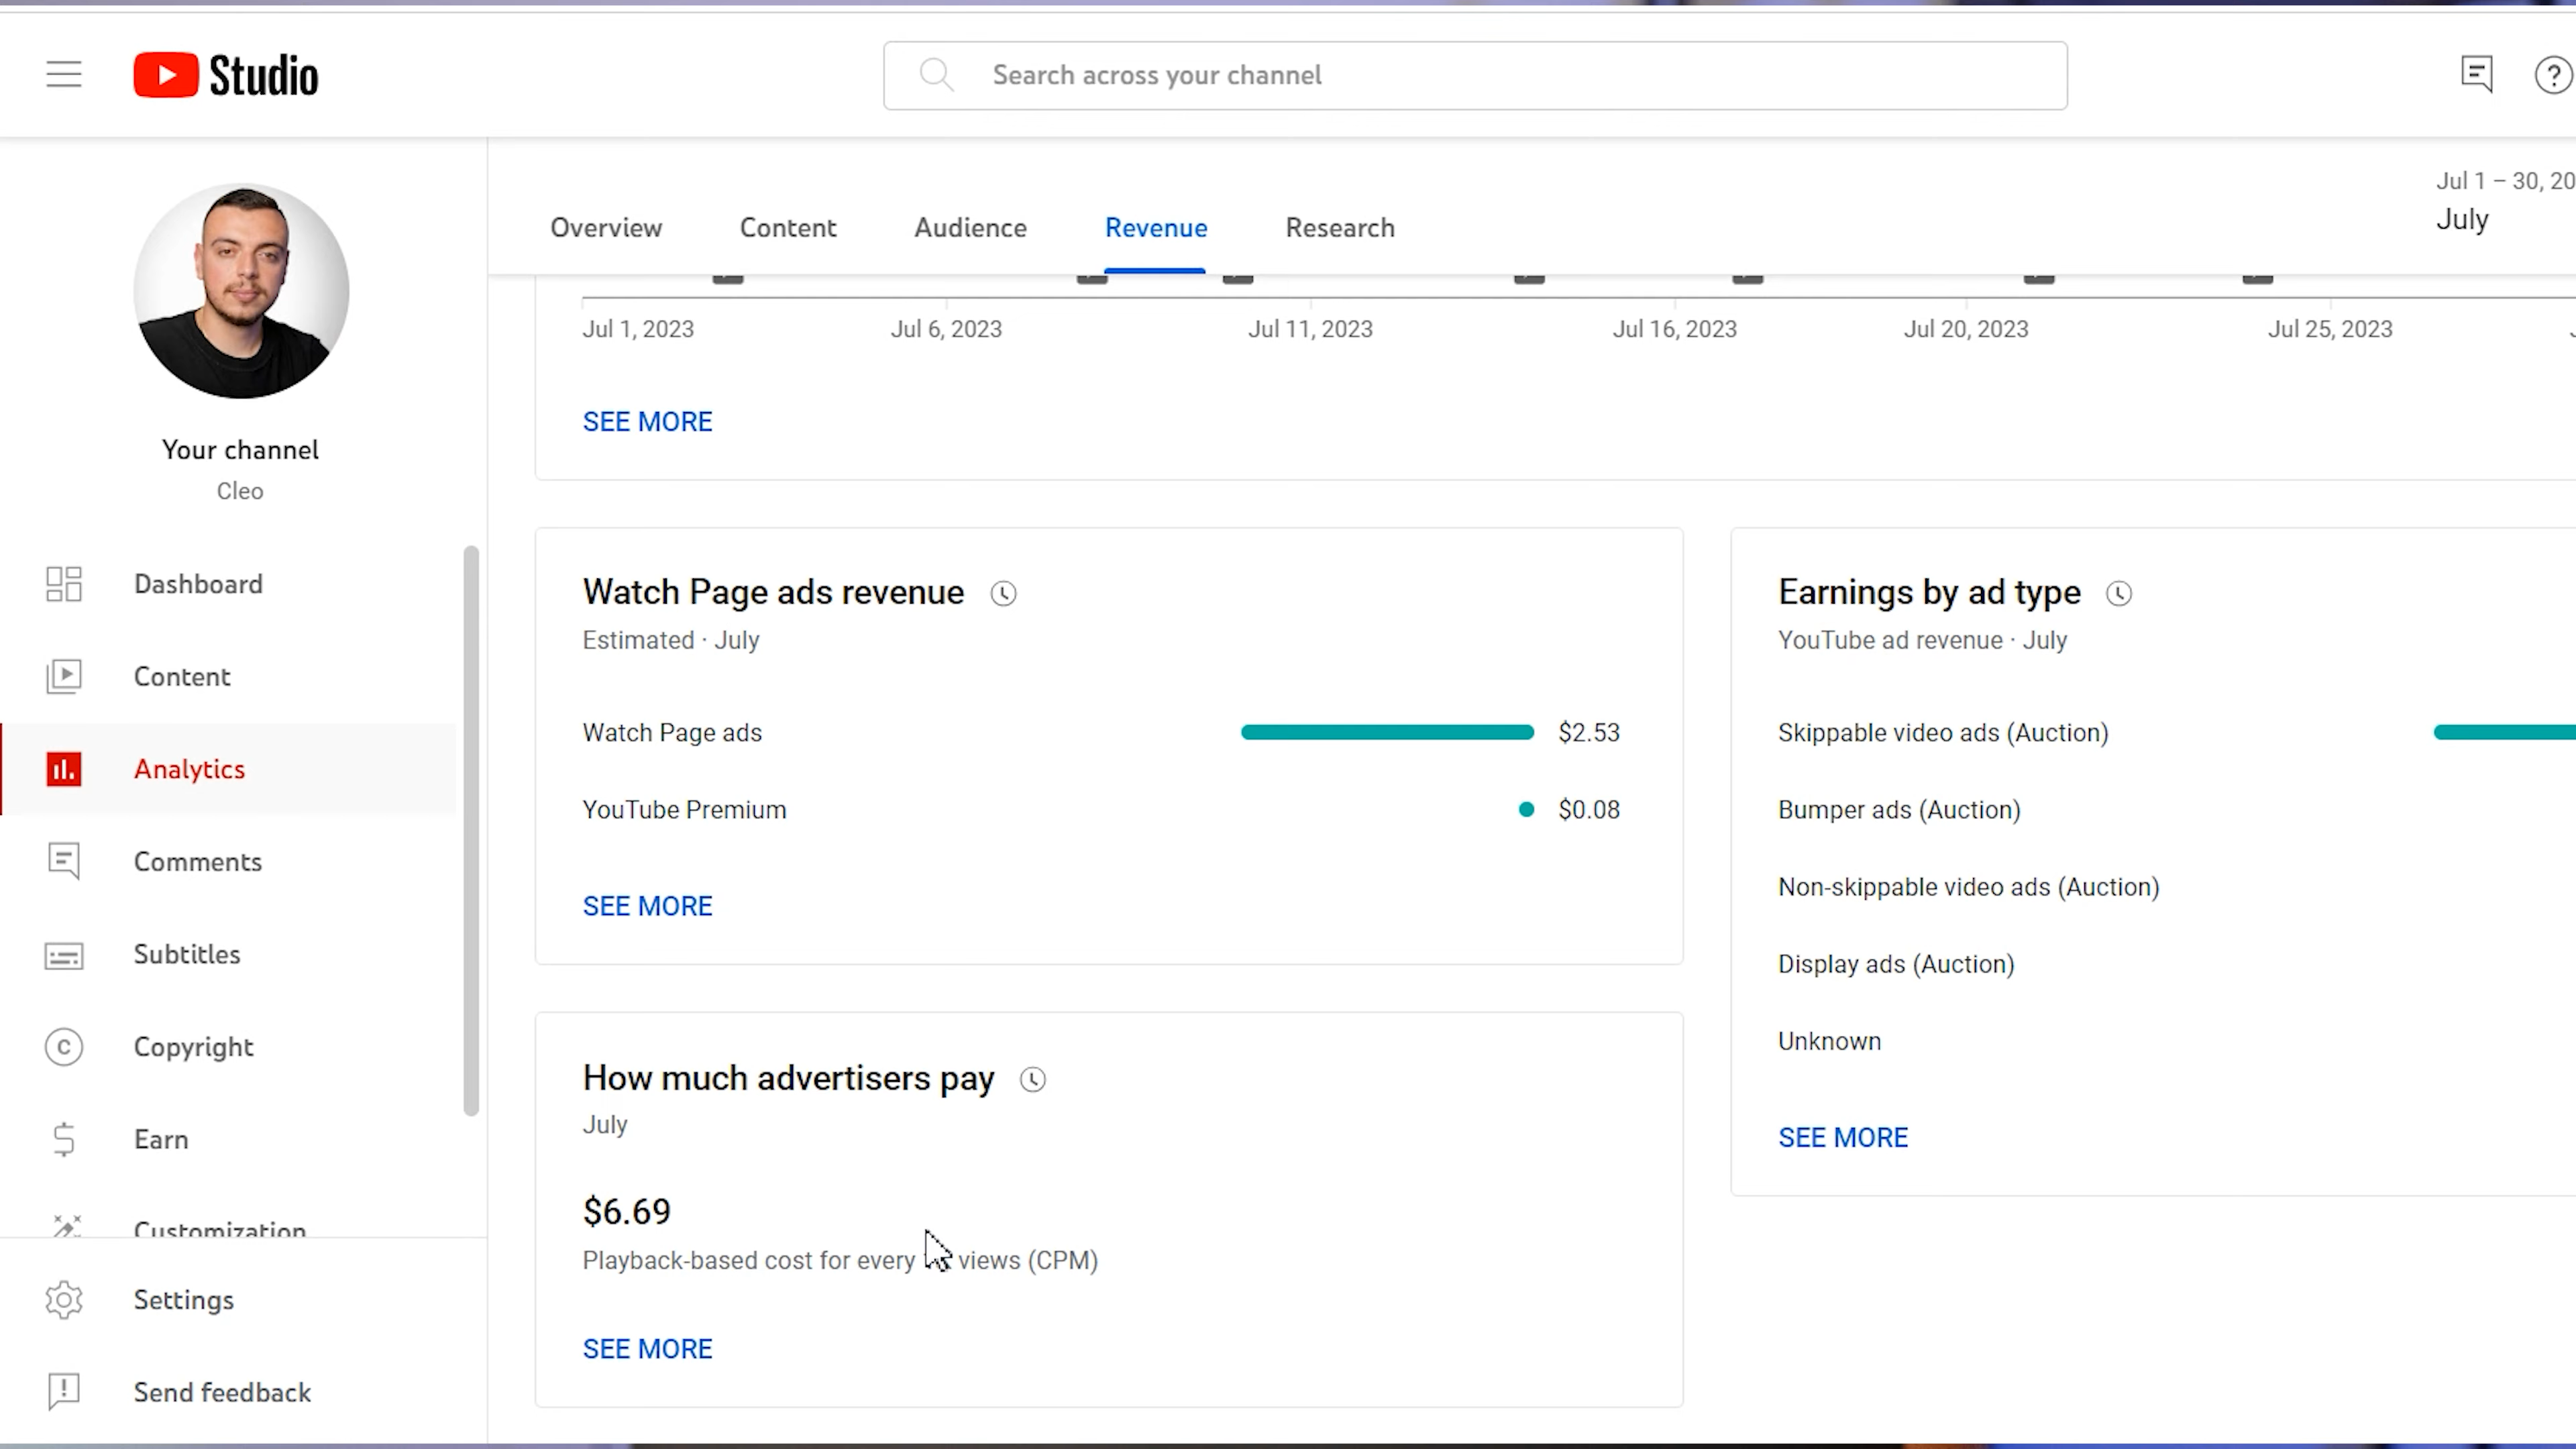 Studio
Search across your channel
?
Jul 1 – 30, 20
July
Overview Content Audience Revenue Research
Jul 1, 2023 Jul 6, 2023 Jul 11, 2023 Jul 16, 2023 Jul 20, 2023 Jul 25, 2023
SEE MORE
Your channel
Cleo
Dashboard
Content
Analytics
Comments
Subtitles
Copyright
Earn
Customization
Settings
Send feedback
Watch Page ads revenue
Estimated · July
Watch Page ads $2.53
YouTube Premium $0.08
SEE MORE
Earnings by ad type
YouTube ad revenue · July
Skippable video ads (Auction)
Bumper ads (Auction)
Non-skippable video ads (Auction)
Display ads (Auction)
Unknown
SEE MORE
How much advertisers pay
July
$6.69
Playback-based cost for every views (CPM)
SEE MORE